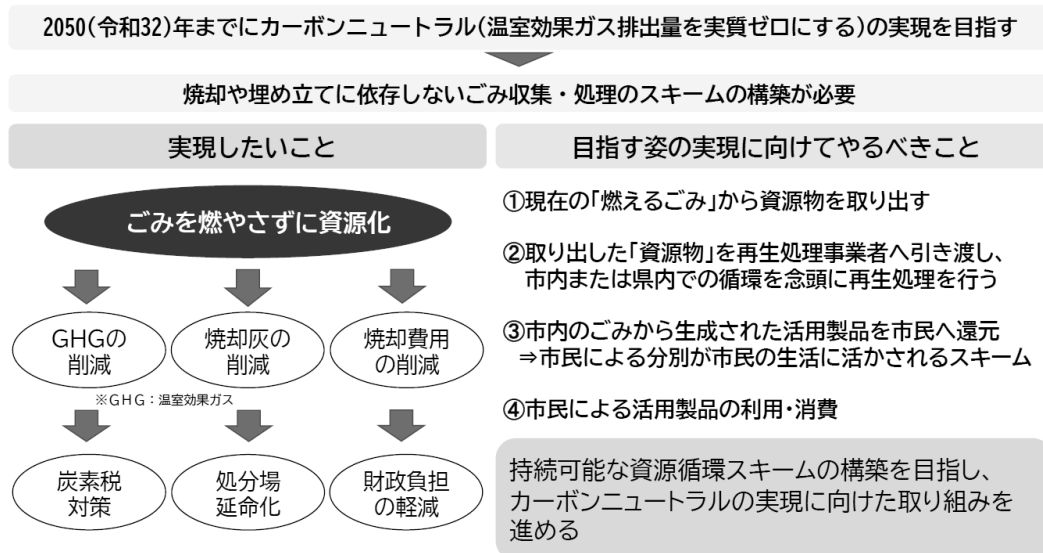 2050(令和32)年までにカーボンニュートラル(温室効果ガス排出量を実質ゼロにする)の実現を目指す
焼却や埋め立てに依存しないごみ収集・処理のスキームの構築が必要
実現したいこと
ごみを燃やさずに資源化
GHGの
削減
焼却灰の
削減
焼却費用
の削減
※GHG:温室効果ガス
炭素税
対策
処分場
延命化
財政負担
の軽減
目指す姿の実現に向けてやるべきこと
①現在の「燃えるごみ」から資源物を取り出す
②取り出した「資源物」を再生処理事業者へ引き渡し、
市内または県内での循環を念頭に再生処理を行う
③市内のごみから生成された活用製品を市民へ還元
⇒市民による分別が市民の生活に活かされるスキーム
④市民による活用製品の利用・消費
持続可能な資源循環スキームの構築を目指し、
カーボンニュートラルの実現に向けた取り組みを
進める